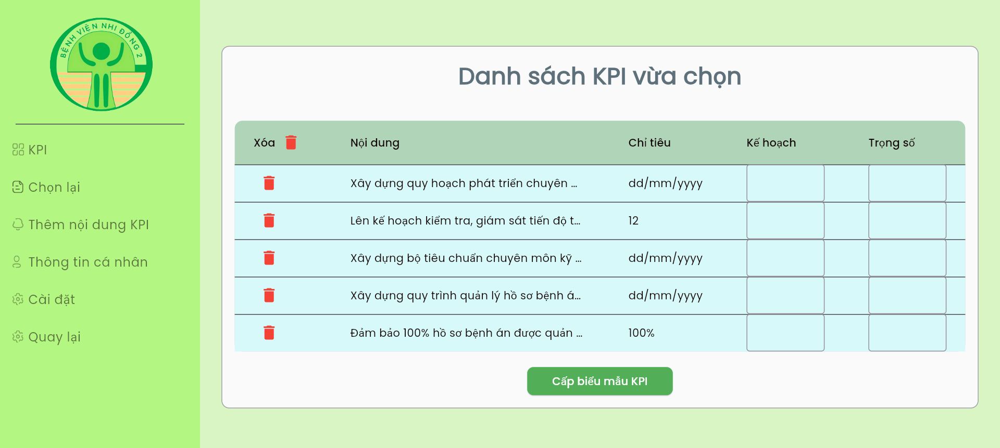 BỆNH VIỆN NHI ĐỒNG 2
KPI
Chọn lại
Thêm nội dung KPI
Thông tin cá nhân
Cài đặt
Quay lại
Danh sách KPI vừa chọn
Xóa Nội dung Chỉ tiêu Kế hoạch Trọng số
Xây dựng quy hoạch phát triển chuyên ... dd/mm/yyyy
Lên kế hoạch kiểm tra, giám sát tiến độ t... 12
Xây dựng bộ tiêu chuẩn chuyên môn kỹ ... dd/mm/yyyy
Xây dựng quy trình quản lý hồ sơ bệnh á... dd/mm/yyyy
Đảm bảo 100% hồ sơ bệnh án được quản ... 100%
Cấp biểu mẫu KPI